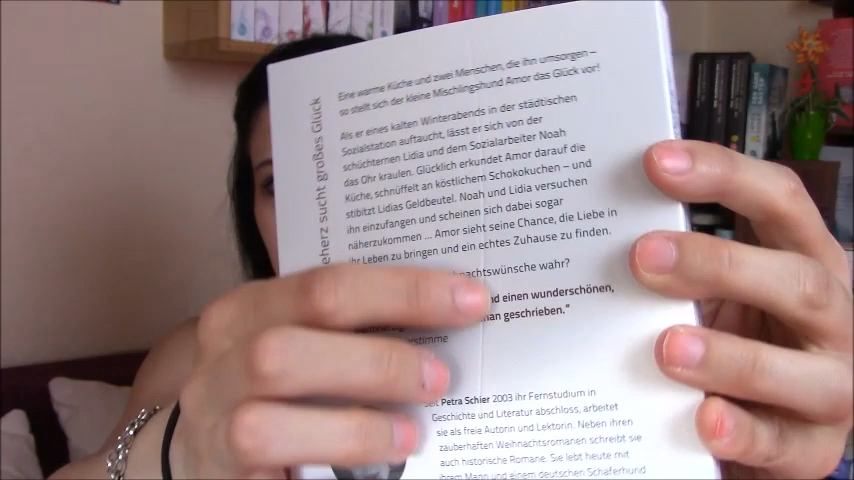 eherz sucht großes Glück
Eine warme Küche und zwei Menschen, die ihn umsorgen –
so stellt sich der kleine Mischlingshund Amor das Glück vor!
Als er eines kalten Winterabends in der städtischen
Sozialstation auftaucht, lässt er sich von der
schüchternen Lidia und dem Sozialarbeiter Noah
das Ohr kraulen. Glücklich erkundet Amor darauf die
Küche, schnüffelt an köstlichem Schokokuchen – und
stibitzt Lidias Geldbeutel. Noah und Lidia versuchen
ihn einzufangen und scheinen sich dabei sogar
näherzukommen ... Amor sieht seine Chance, die Liebe in
ihr Leben zu bringen und ein echtes Zuhause zu finden.
hnachtswünsche wahr?
nd einen wunderschönen,
man geschrieben."
erstimme
Seit Petra Schier 2003 ihr Fernstudium in
Geschichte und Literatur abschloss, arbeitet
sie als freie Autorin und Lektorin. Neben ihren
zauberhaften Weihnachtsromanen schreibt sie
auch historische Romane. Sie lebt heute mit
ihrem Mann und einem deutschen Schäferhund